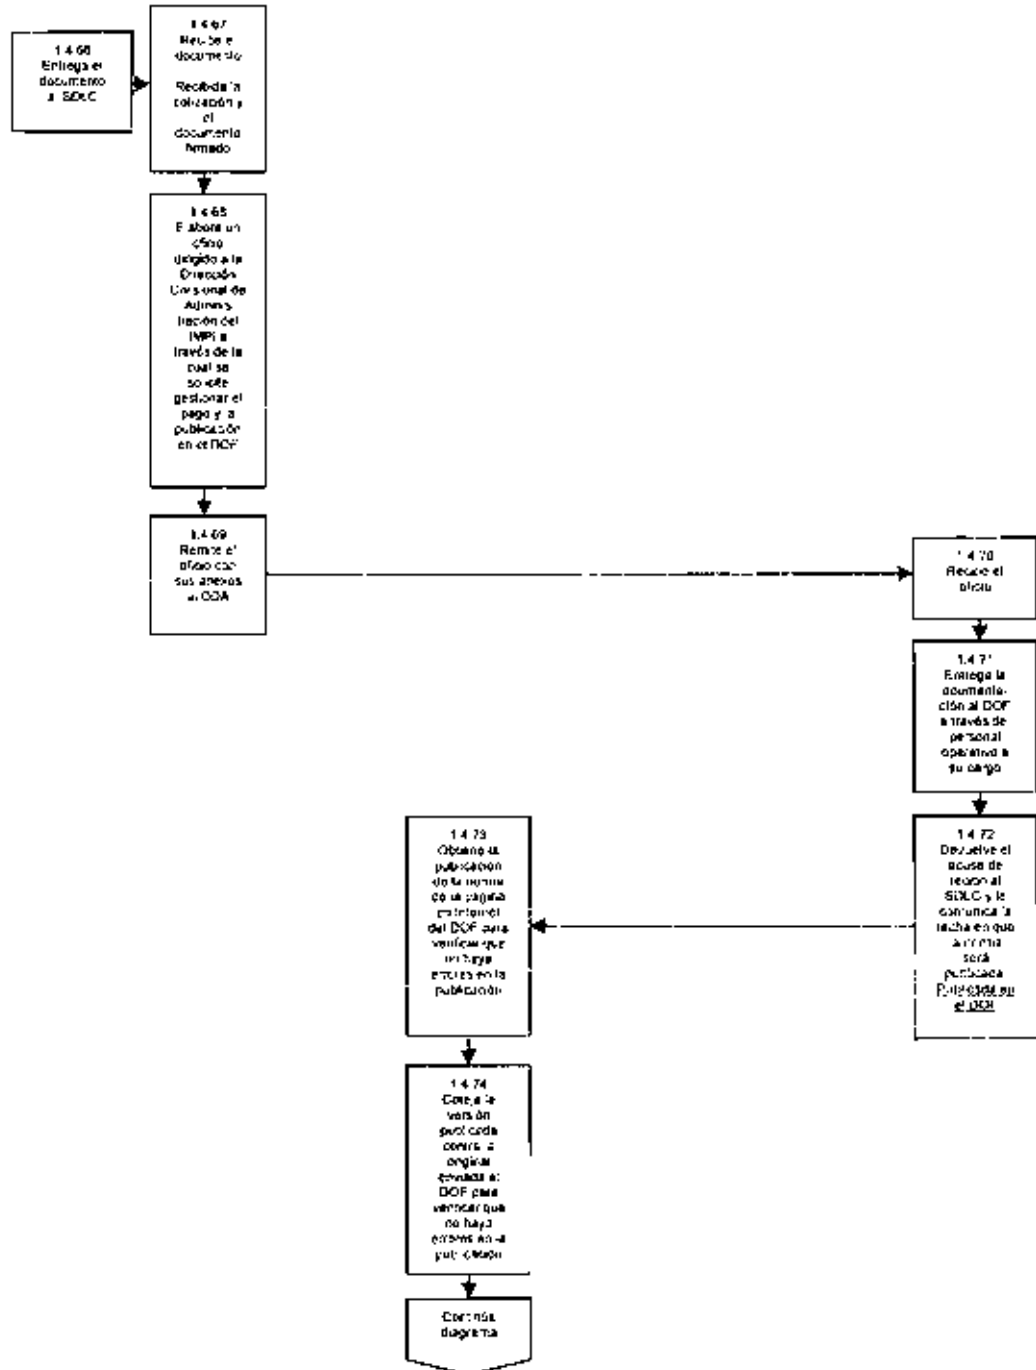 1.4.66
Entrega el
documento
al SDLC
1.4.67
Recibe el
documento
Recibida la
cotización y
el
documento
firmado
1.4.68
Elabora un
oficio
dirigido a la
Dirección
Divisional de
Adminis
tración del
IMPI a
través de la
cual se
solicite
gestionar el
pago y la
publicación
en el DOF
1.4.69
Remite el
oficio con
sus anexos
al DDA
1.4.70
Recibe el
oficio
1.4.71
Entrega la
documenta-
ción al DOF
a través de
personal
operativo a
su cargo
1.4.72
Devuelve el
acuse de
al
SDLC y le
comunica la
fecha en que
la norma
será
publicada
Publicada en
el DOF
1.4.73
Obtiene la
publicación
de la norma
de la página
del DOF para
verificar que
no haya
errores en la
publicación
1.4.74
Coteja la
versión
publicada
contra la
original
enviada al
DOF para
verificar que
no haya
errores en la
publicación
Continúa
diagrama